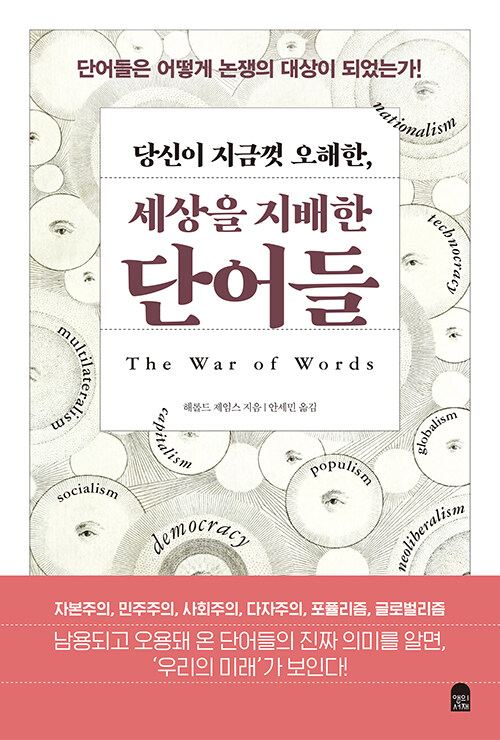 단어들은 어떻게 논쟁의 대상이 되었는가!
nationalism
당신이 지금껏 오해한,
세상을 지배한
단어들
technocracy
The War of Words
multilateralism
해롤드 제임스 지음 | 안세민 옮김
capitalism
globalism
populism
socialism
democracy
neoliberalism
자본주의, 민주주의, 사회주의, 다자주의, 포퓰리즘, 글로벌리즘
남용되고 오용돼 온 단어들의 진짜 의미를 알면,
‘우리의 미래’가 보인다!
앤의
서재